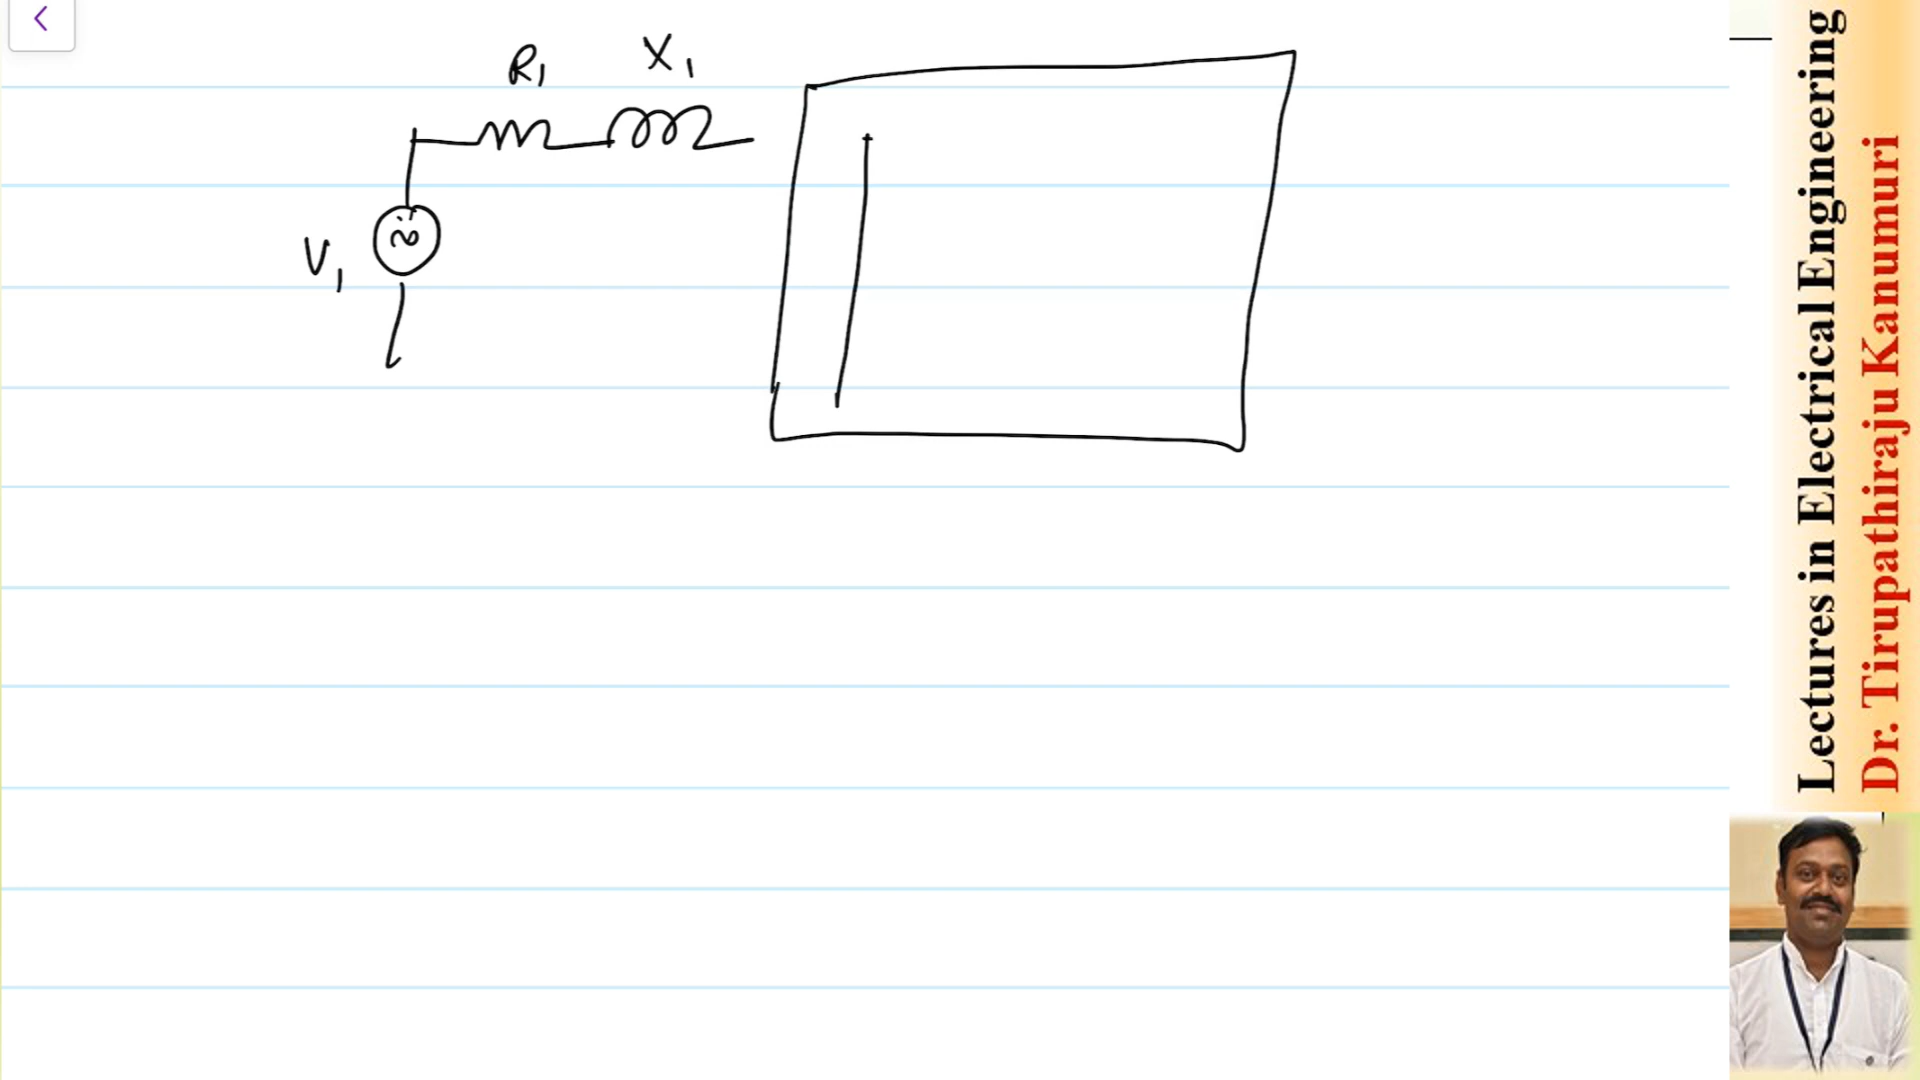 R1 X1
V1
Lectures in Electrical Engineering
Dr. Tirupathiraju Kanumuri